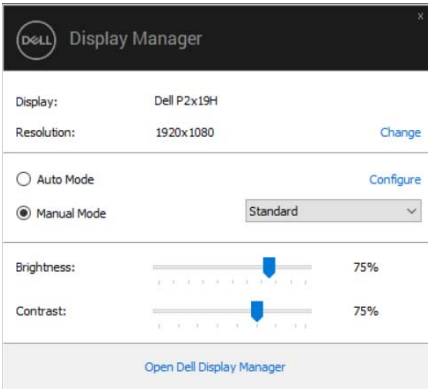 DELL Display Manager
x
Display: Dell P2x19H
Resolution: 1920x1080 Change
Auto Mode Configure
Manual Mode Standard
Brightness: 75%
Contrast: 75%
Open Dell Display Manager